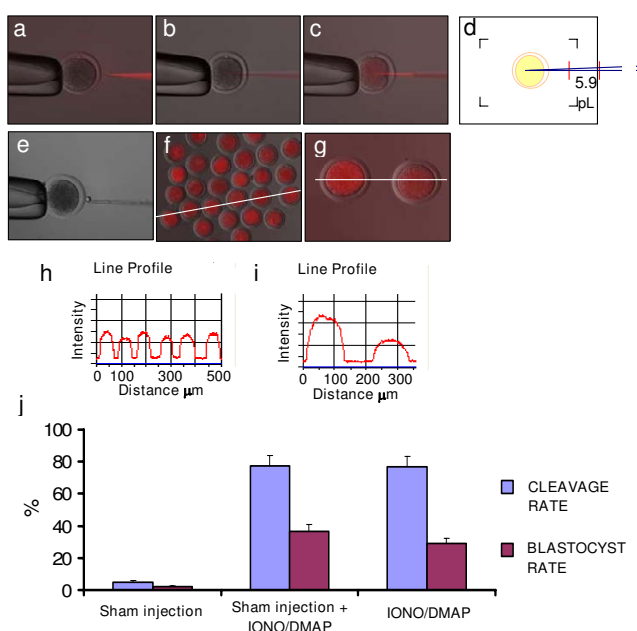 a
b
c
d
5.9
pL
e
f
g
h
Line Profile
Intensity
0 100 300 500
Distance μm
i
Line Profile
Intensity
0 100 200 300
Distance μm
j
%
100
80
60
40
20
0
Sham injection
Sham injection +
IONO/DMAP
IONO/DMAP
CLEAVAGE
RATE
BLASTOCYST
RATE